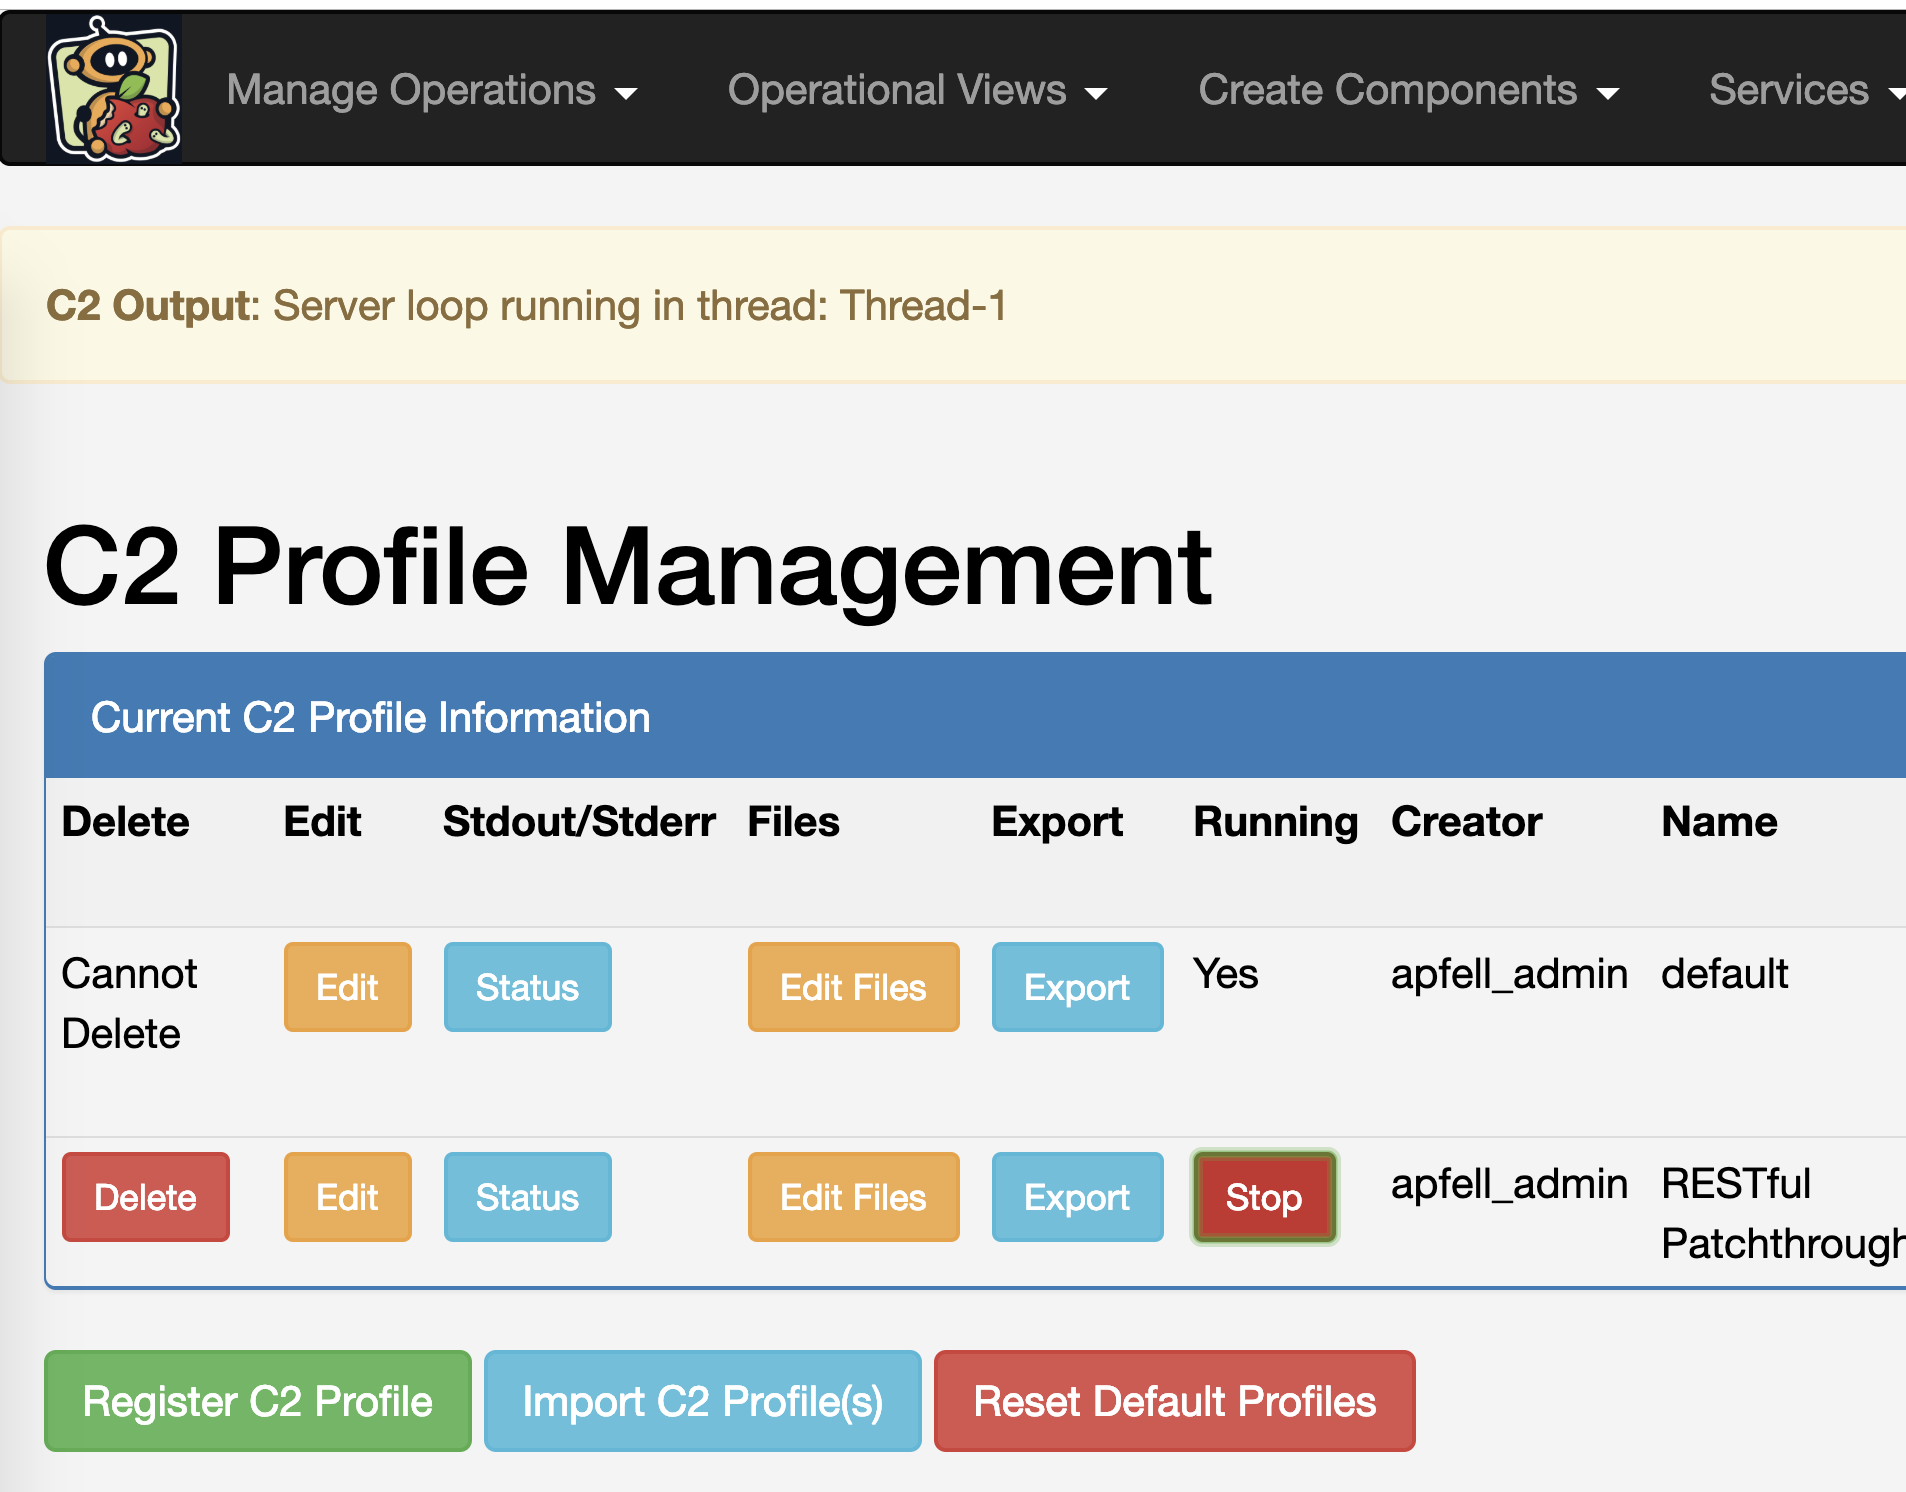 Manage Operations Operational Views Create Components Services
C2 Output: Server loop running in thread: Thread-1
C2 Profile Management
Current C2 Profile Information
Delete Edit Stdout/Stderr Files Export Running Creator Name
Cannot Delete Edit Status Edit Files Export Yes apfell_admin default
Delete Edit Status Edit Files Export Stop apfell_admin RESTful Patchthrough
Register C2 Profile Import C2 Profile(s) Reset Default Profiles